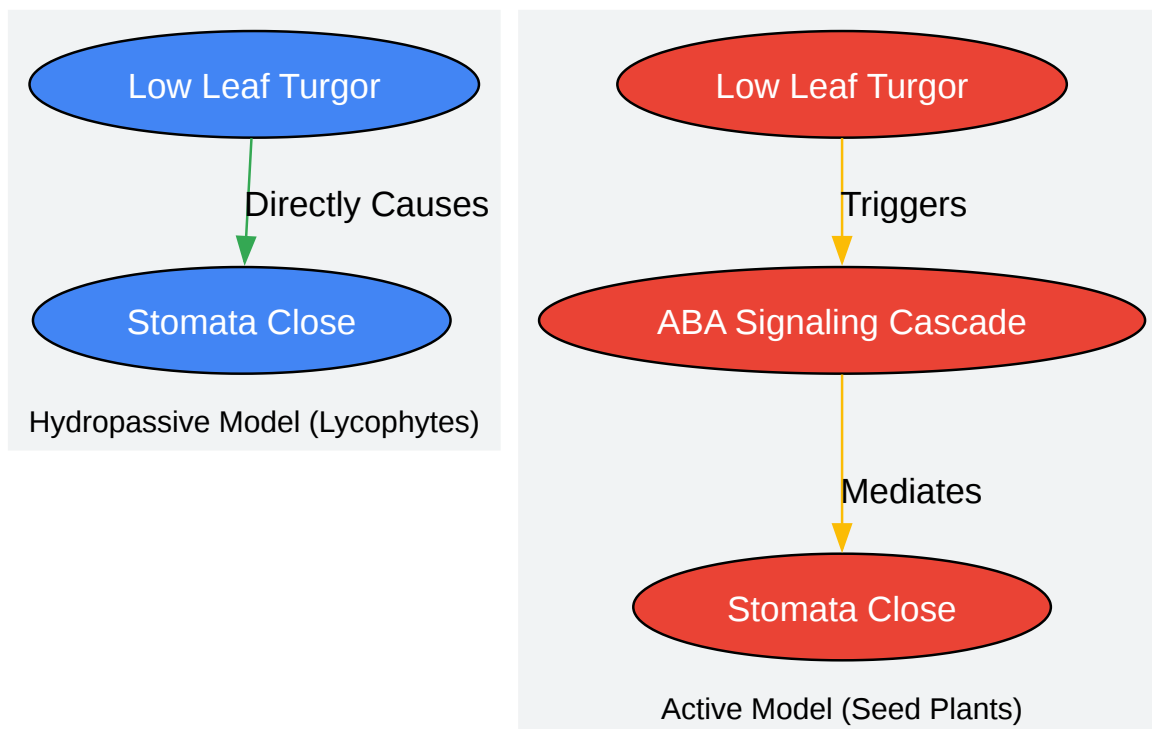 Low Leaf Turgor
Directly Causes
Stomata Close
Hydropassive Model (Lycophytes)
Low Leaf Turgor
Triggers
ABA Signaling Cascade
Mediates
Stomata Close
Active Model (Seed Plants)